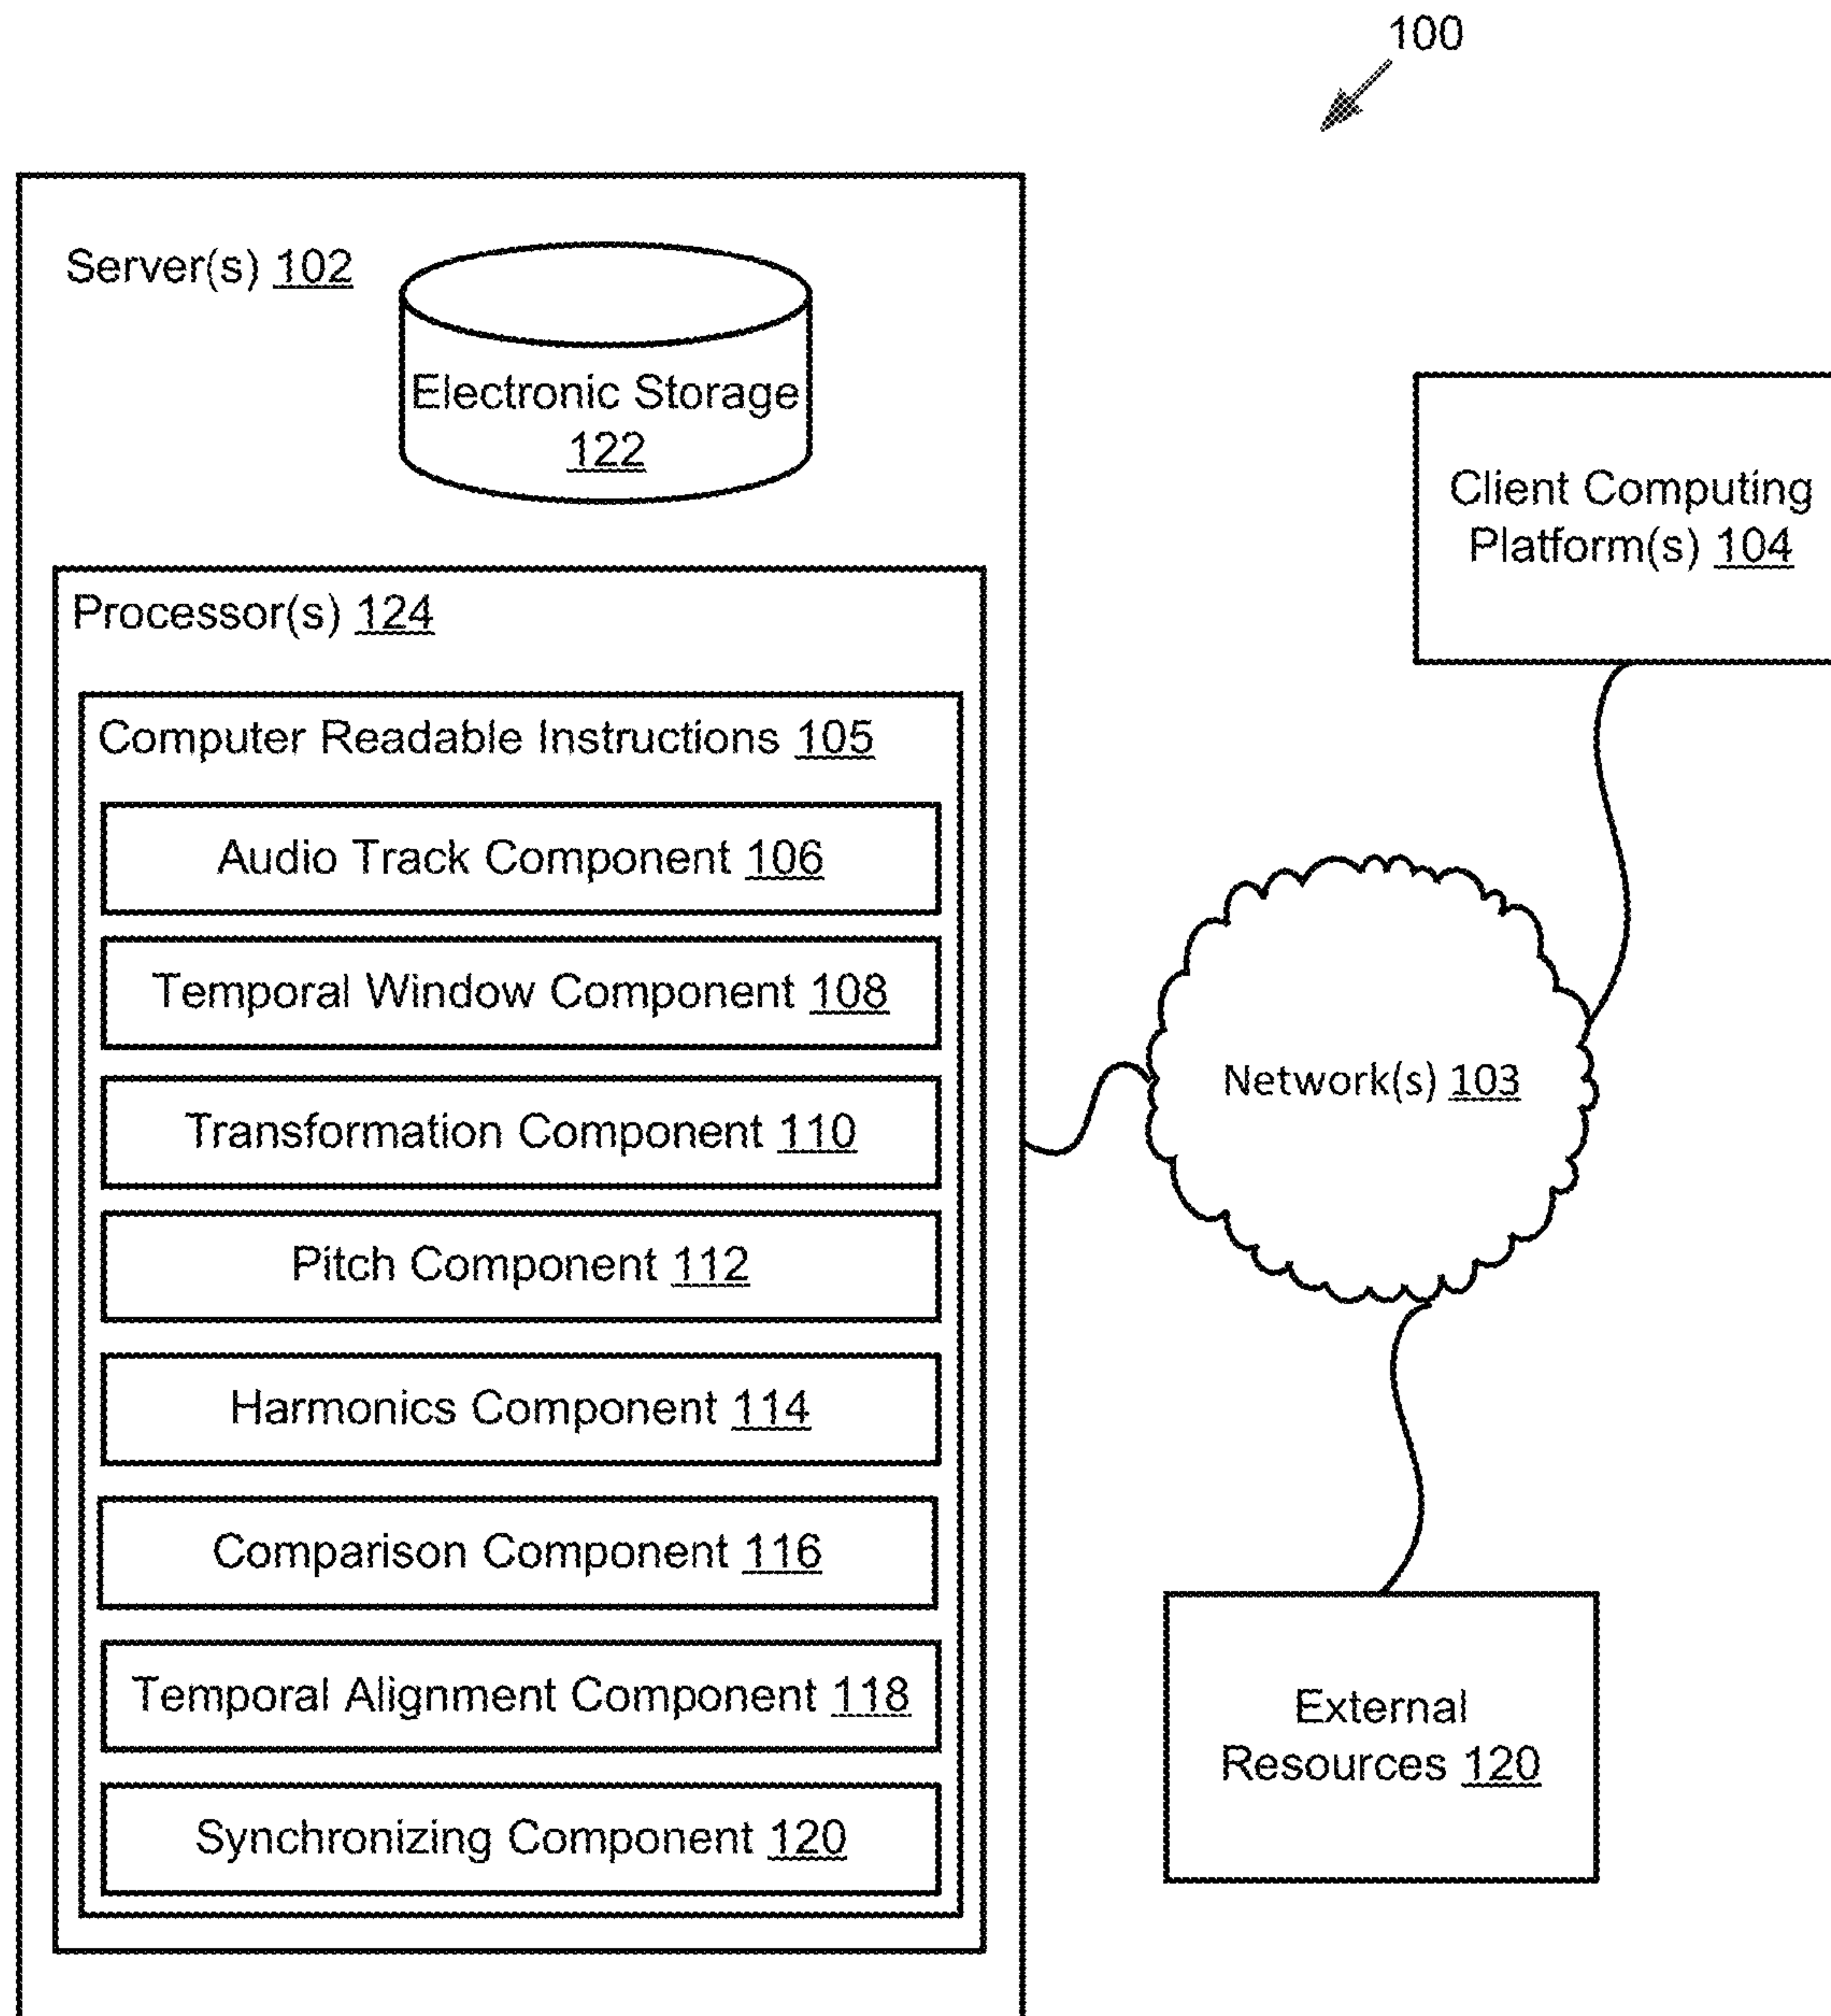 100
Server(s) 102
Electronic Storage
122
Processor(s) 124
Computer Readable Instructions 105
Audio Track Component 106
Temporal Window Component 108
Transformation Component 110
Pitch Component 112
Harmonics Component 114
Comparison Component 116
Temporal Alignment Component 118
Synchronizing Component 120
Client Computing
Platform(s) 104
Network(s) 103
External
Resources 120